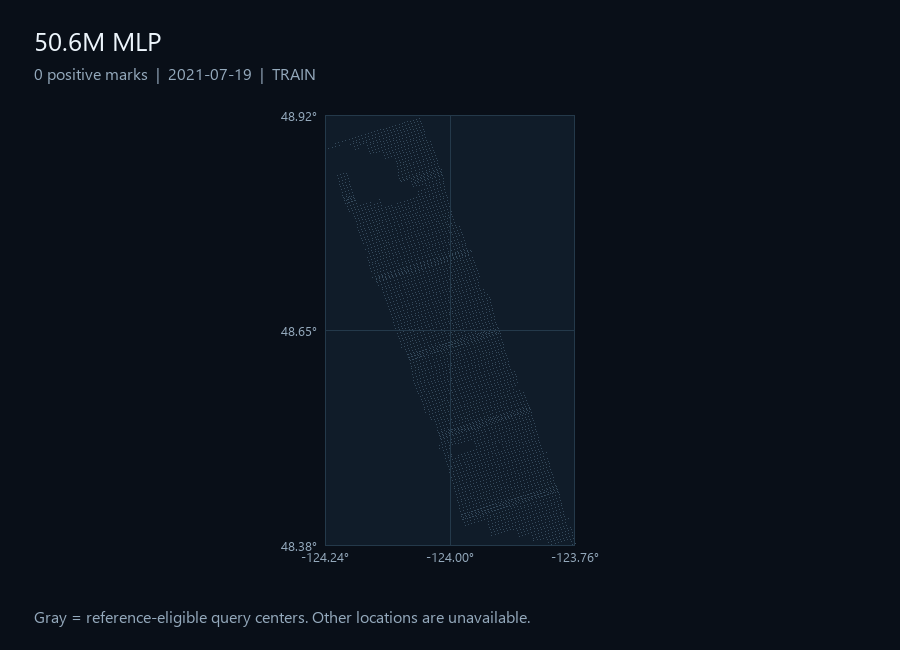 50.6M MLP
0 positive marks | 2021-07-19 | TRAIN
48.92°
48.65°
48.38°
-124.24°
-124.00°
-123.76°
Gray = reference-eligible query centers. Other locations are unavailable.